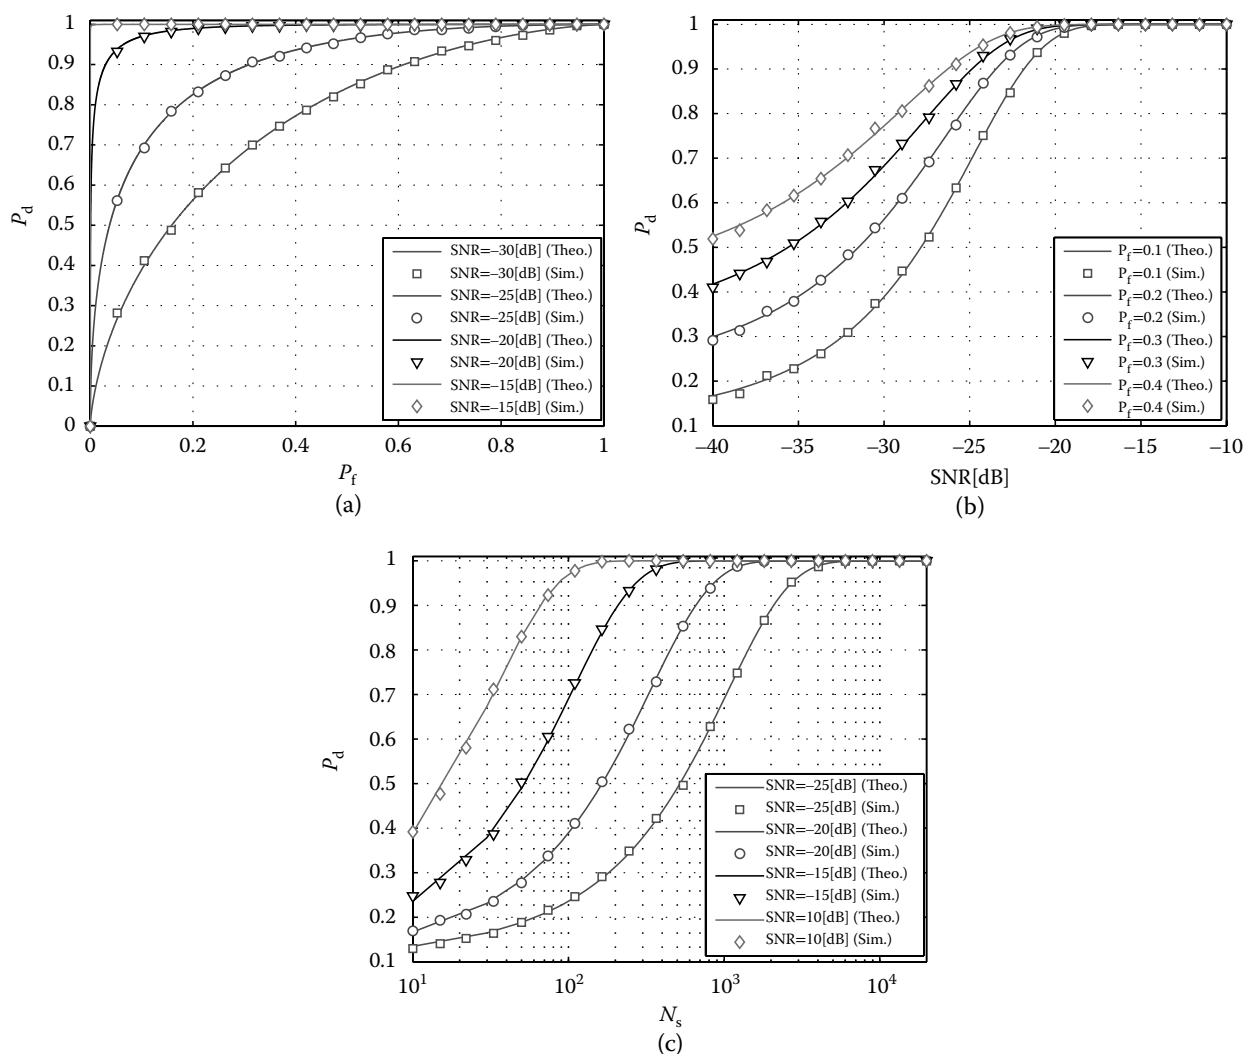 1
0.9
0.8
0.7
0.6
0.5
0.4
0.3
0.2
0.1
0
P_d
0 0.2 0.4 0.6 0.8 1
P_f
(a)
SNR=–30[dB] (Theo.)
SNR=–30[dB] (Sim.)
SNR=–25[dB] (Theo.)
SNR=–25[dB] (Sim.)
SNR=–20[dB] (Theo.)
SNR=–20[dB] (Sim.)
SNR=–15[dB] (Theo.)
SNR=–15[dB] (Sim.)
1
0.9
0.8
0.7
0.6
0.5
0.4
0.3
0.2
0.1
P_d
–40 –35 –30 –25 –20 –15 –10
SNR[dB]
(b)
P_f=0.1 (Theo.)
P_f=0.1 (Sim.)
P_f=0.2 (Theo.)
P_f=0.2 (Sim.)
P_f=0.3 (Theo.)
P_f=0.3 (Sim.)
P_f=0.4 (Theo.)
P_f=0.4 (Sim.)
1
0.9
0.8
0.7
0.6
0.5
0.4
0.3
0.2
0.1
P_d
10^1 10^2 10^3 10^4
N_s
(c)
SNR=–25[dB] (Theo.)
SNR=–25[dB] (Sim.)
SNR=–20[dB] (Theo.)
SNR=–20[dB] (Sim.)
SNR=–15[dB] (Theo.)
SNR=–15[dB] (Sim.)
SNR=10[dB] (Theo.)
SNR=10[dB] (Sim.)